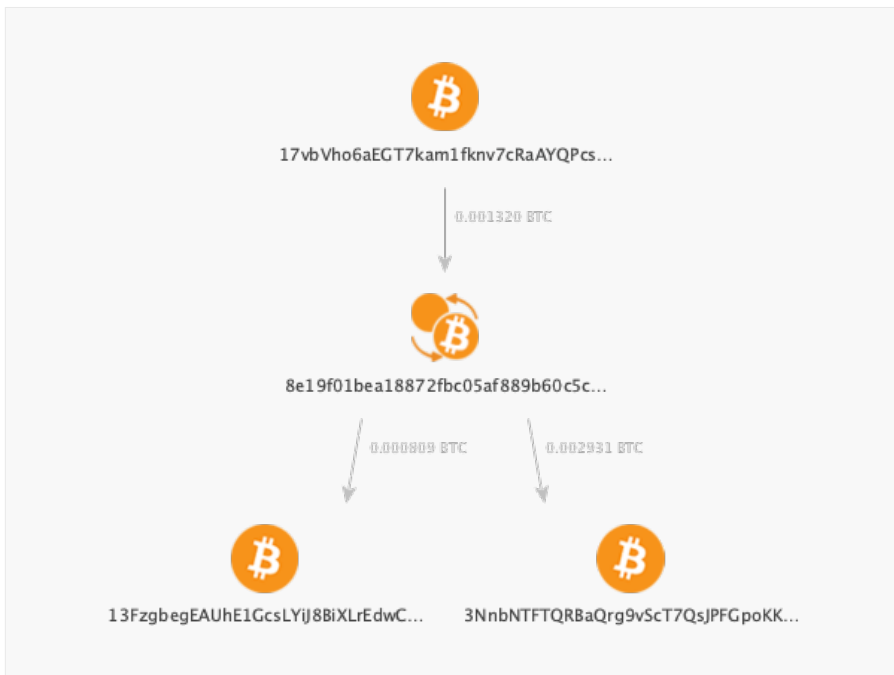 17vbVho6aEGT7kam1fknv7cRaAYQPcs...
0.001320 BTC
8e19f01bea18872fbc05af889b60c5c...
0.000809 BTC
0.002931 BTC
13FzgbegEAUhE1GcsLYiJ8BiXLrEdwC...
3NnbNTFTQRBaQrg9vScT7QsJPFGpoKK...